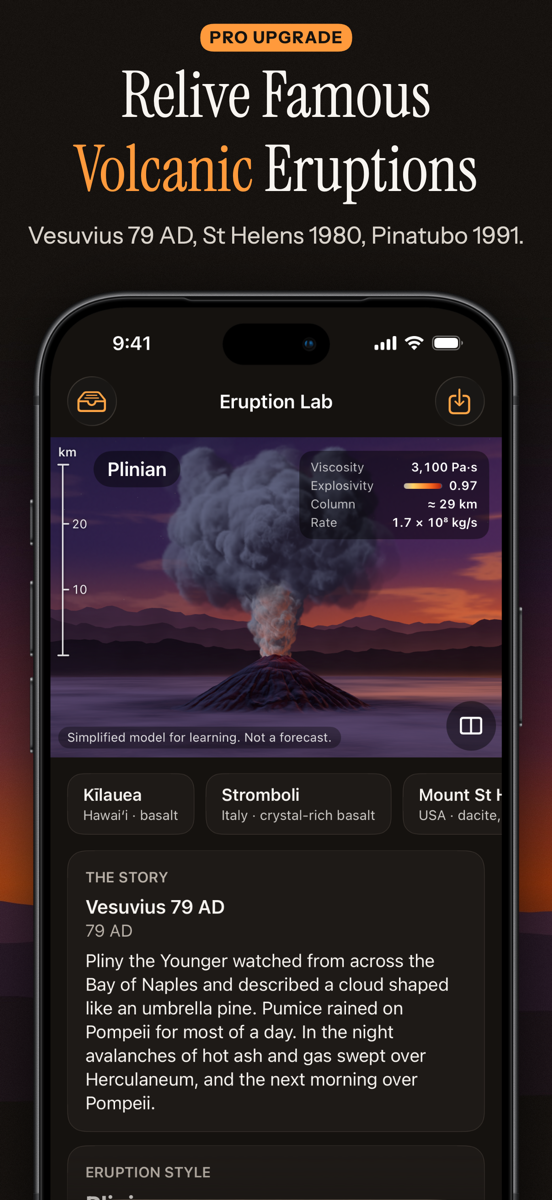 PRO UPGRADE
Relive Famous
Volcanic Eruptions
Vesuvius 79 AD, St Helens 1980, Pinatubo 1991.
9:41
Eruption Lab
km
20
10
Plinian
Viscosity 3,100 Pa·s
Explosivity 0.97
Column ≈ 29 km
Rate 1.7 × 10⁸ kg/s
Simplified model for learning. Not a forecast.
Kīlauea
Hawaiʻi · basalt
Stromboli
Italy · crystal-rich basalt
Mount St H
USA · dacite,
THE STORY
Vesuvius 79 AD
79 AD
Pliny the Younger watched from across the
Bay of Naples and described a cloud shaped
like an umbrella pine. Pumice rained on
Pompeii for most of a day. In the night
avalanches of hot ash and gas swept over
Herculaneum, and the next morning over
Pompeii.
ERUPTION STYLE